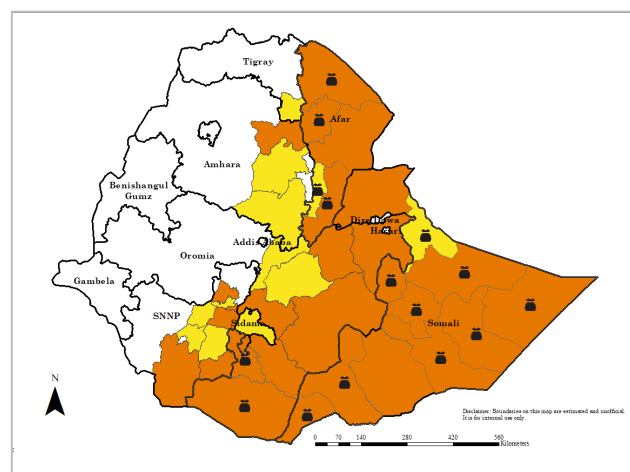 Tigray
Afar
Amhara
Benishangul
Gumz
Dire Dawa
Harari
Addis Ababa
Oromia
Gambela
SNNP
Sidama
Somali
N
Disclaimer: Boundaries on this map are estimated and unofficial.
It is for internal use only.
0 70 140 280 420 560
Kilometers